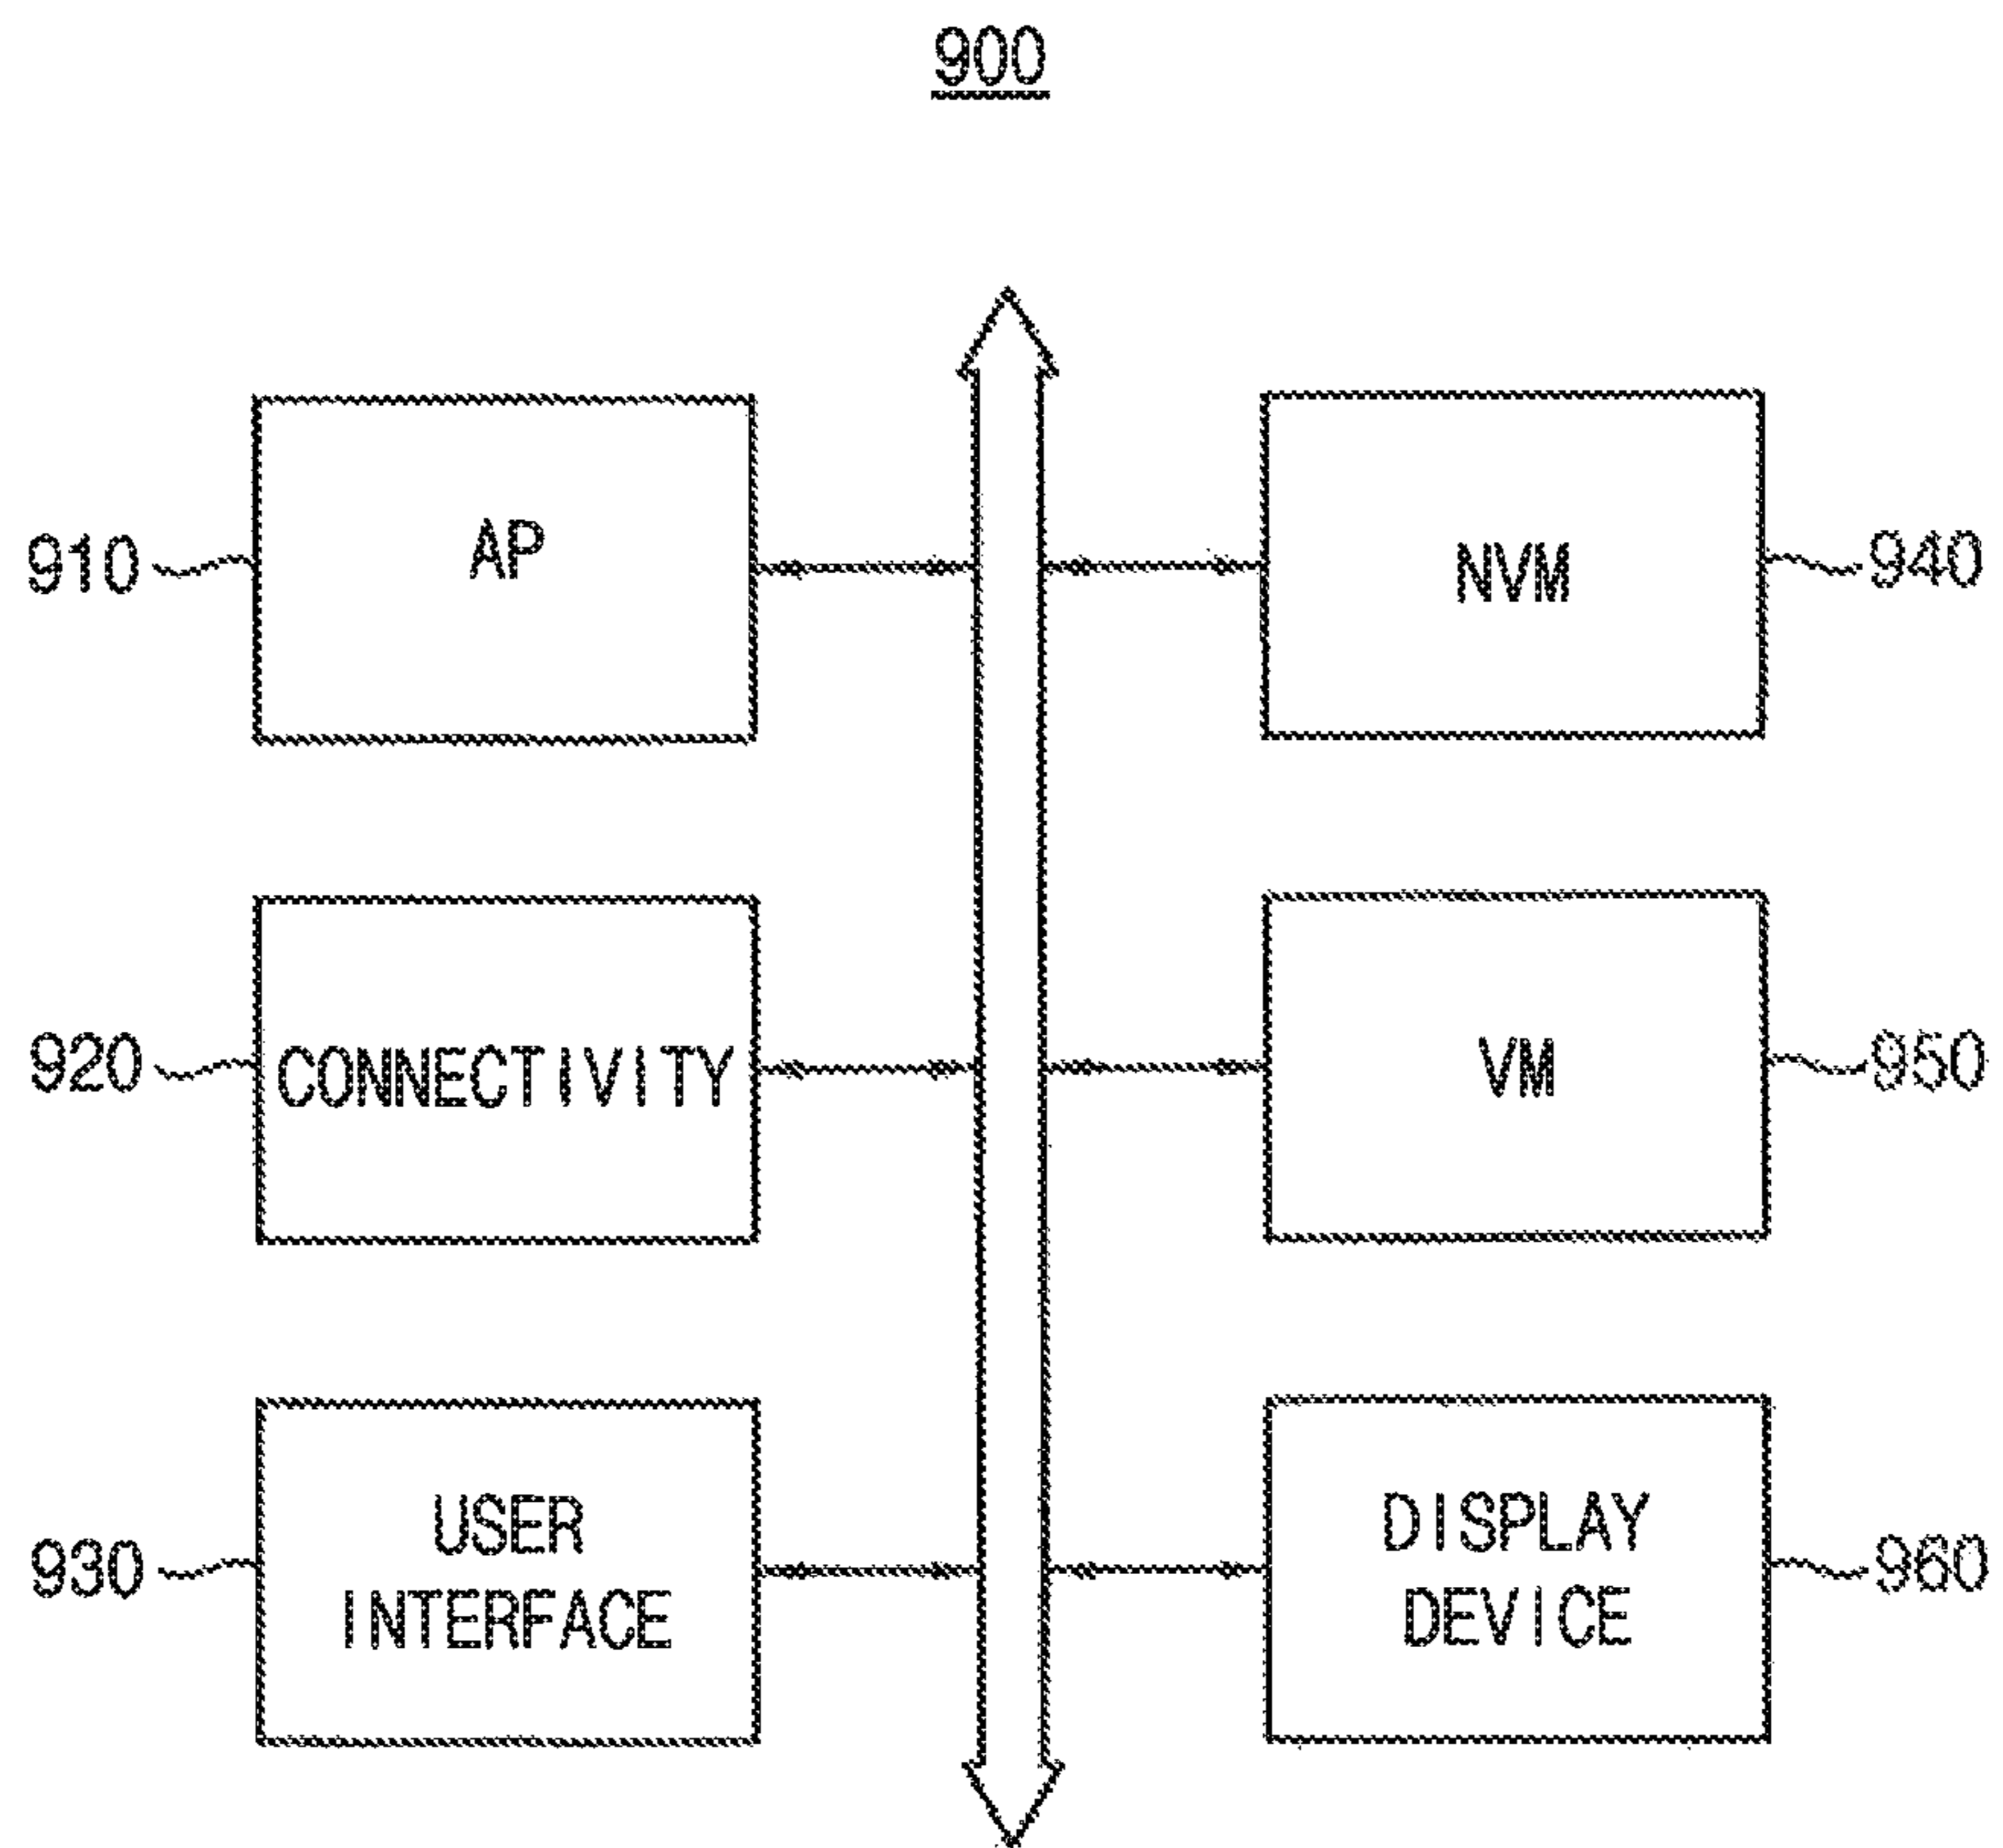 900
910
AP
NVM
940
920
CONNECTIVITY
VM
950
930
USER
INTERFACE
DISPLAY
DEVICE
960